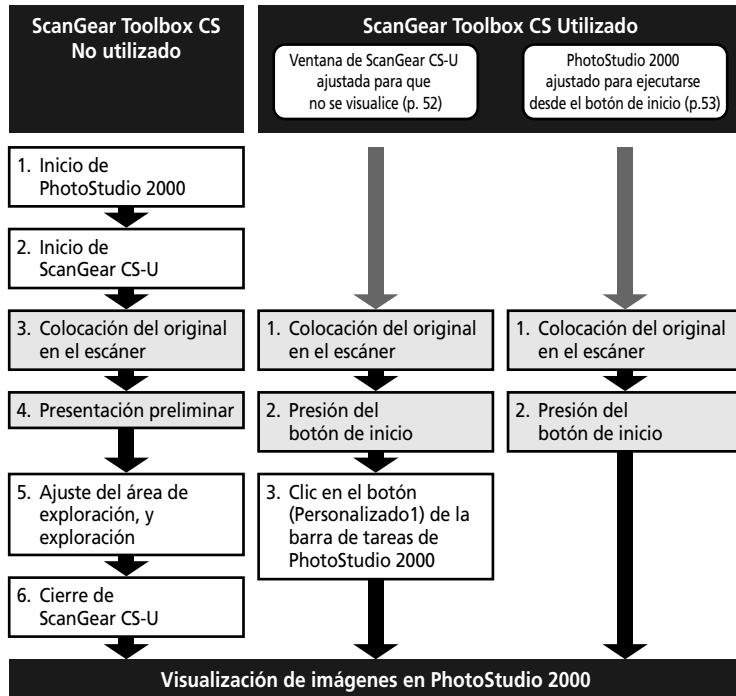 ScanGear Toolbox CS
No utilizado
ScanGear Toolbox CS Utilizado
Ventana de ScanGear CS-U
ajustada para que
no se visualice (p. 52)
PhotoStudio 2000
ajustado para ejecutarse
desde el botón de inicio (p.53)
1. Inicio de
PhotoStudio 2000
2. Inicio de
ScanGear CS-U
3. Colocación del original
en el escáner
4. Presentación preliminar
5. Ajuste del área de
exploración, y
exploración
6. Cierre de
ScanGear CS-U
1. Colocación del original
en el escáner
2. Presión del
botón de inicio
3. Clic en el botón
(Personalizado1) de la
barra de tareas de
PhotoStudio 2000
1. Colocación del original
en el escáner
2. Presión del
botón de inicio
Visualización de imágenes en PhotoStudio 2000